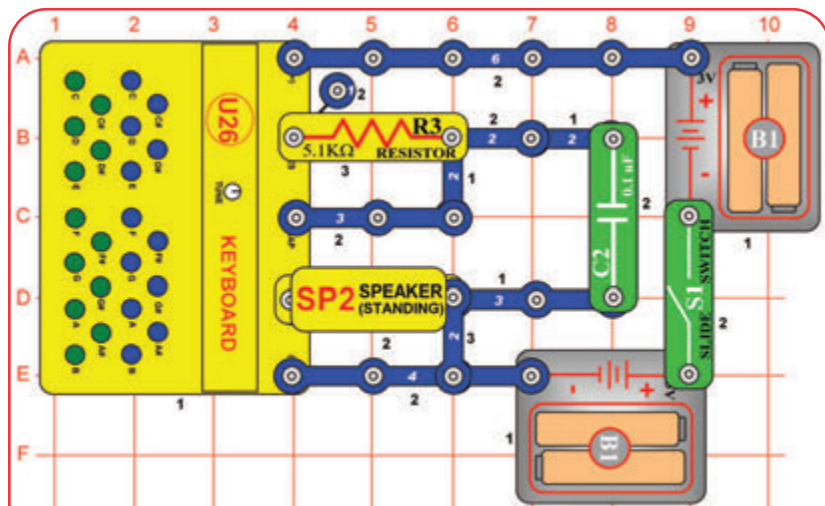 1 2 3 4 5 6 7 8 9 10
A
B
C
D
E
F
U26
TUNE
KEYBOARD
C
C#
D
D#
E
F
F#
G
G#
A
A#
B
C
C#
D
D#
E
F
F#
G
G#
A
A#
B
1
6
2
1
2
R3
5.1KΩ
RESISTOR
3
2
2
2
1
2
1
3
2
C2
0.1 uF
2
SP2 SPEAKER
(STANDING)
2
1
3
2
3
4
2
3V
+
-
B1
1
S1
SLIDE SWITCH
2
-
+
B1
1